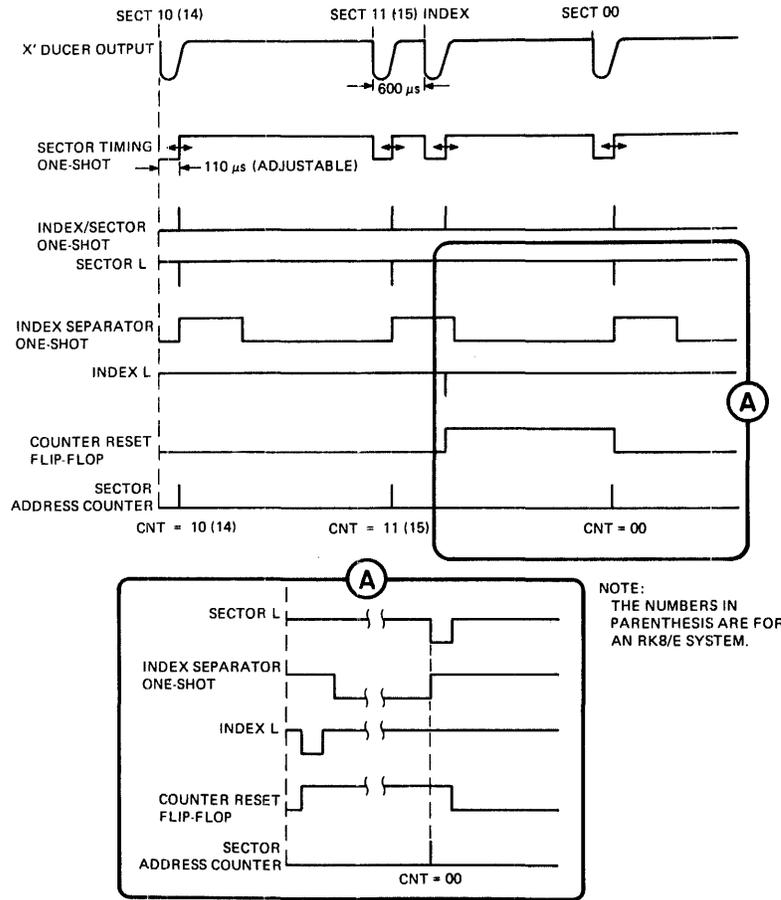 SECT 10 (14)
SECT 11 (15) INDEX
SECT 00
X' DUCER OUTPUT
600 µs
SECTOR TIMING
ONE-SHOT
110 µs (ADJUSTABLE)
INDEX/SECTOR
ONE-SHOT
SECTOR L
INDEX SEPARATOR
ONE-SHOT
INDEX L
A
COUNTER RESET
FLIP-FLOP
SECTOR
ADDRESS COUNTER
CNT = 10 (14)
CNT = 11 (15)
CNT = 00
A
NOTE:
THE NUMBERS IN
PARENTHESIS ARE FOR
AN RK8/E SYSTEM.
SECTOR L
INDEX SEPARATOR
ONE-SHOT
INDEX L
COUNTER RESET
FLIP-FLOP
SECTOR
ADDRESS COUNTER
CNT = 00